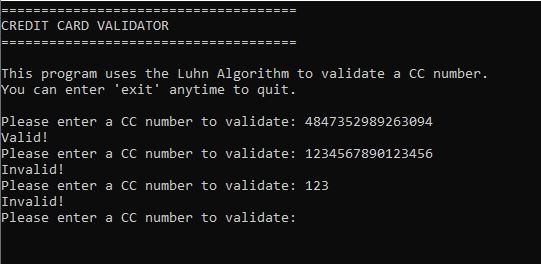 =====================================
CREDIT CARD VALIDATOR
=====================================
This program uses the Luhn Algorithm to validate a CC number.
You can enter 'exit' anytime to quit.
Please enter a CC number to validate: 4847352989263094
Valid!
Please enter a CC number to validate: 1234567890123456
Invalid!
Please enter a CC number to validate: 123
Invalid!
Please enter a CC number to validate: